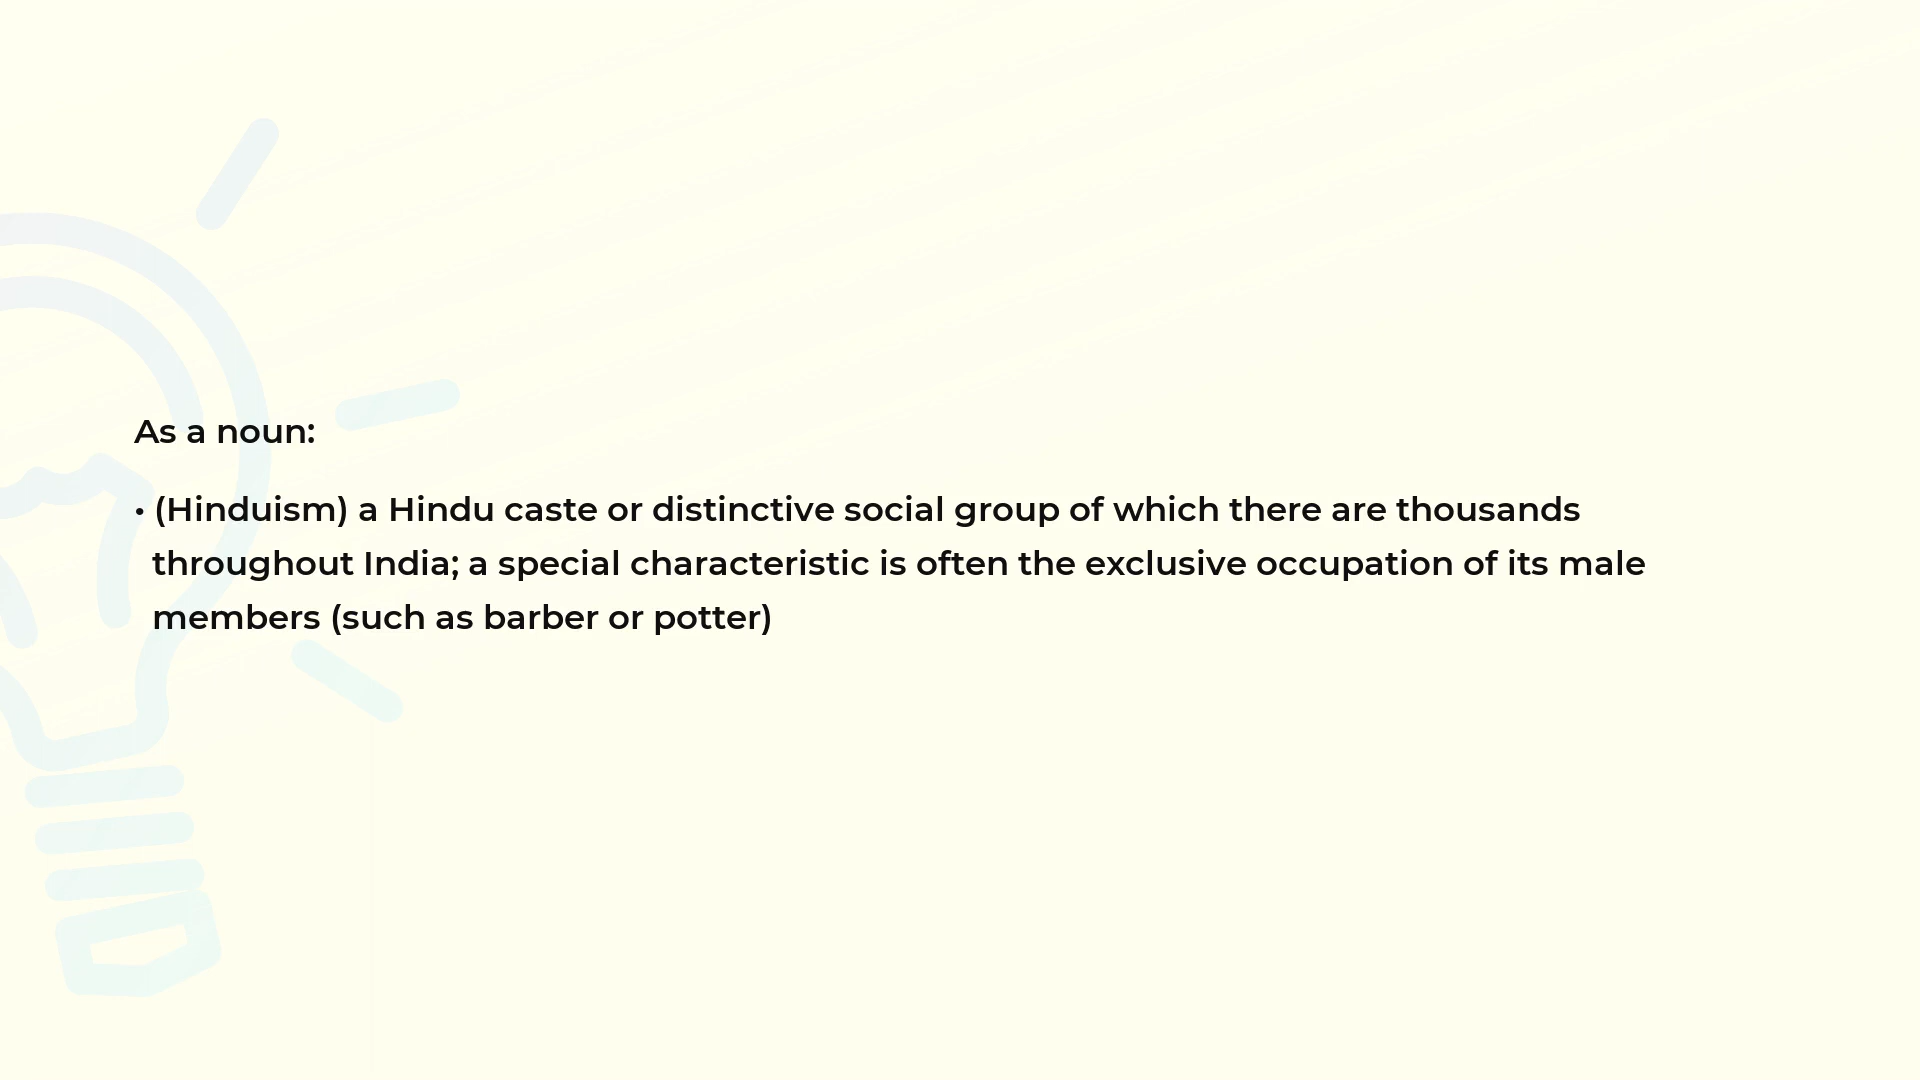 As a noun:
• (Hinduism) a Hindu caste or distinctive social group of which there are thousands
throughout India; a special characteristic is often the exclusive occupation of its male
members (such as barber or potter)